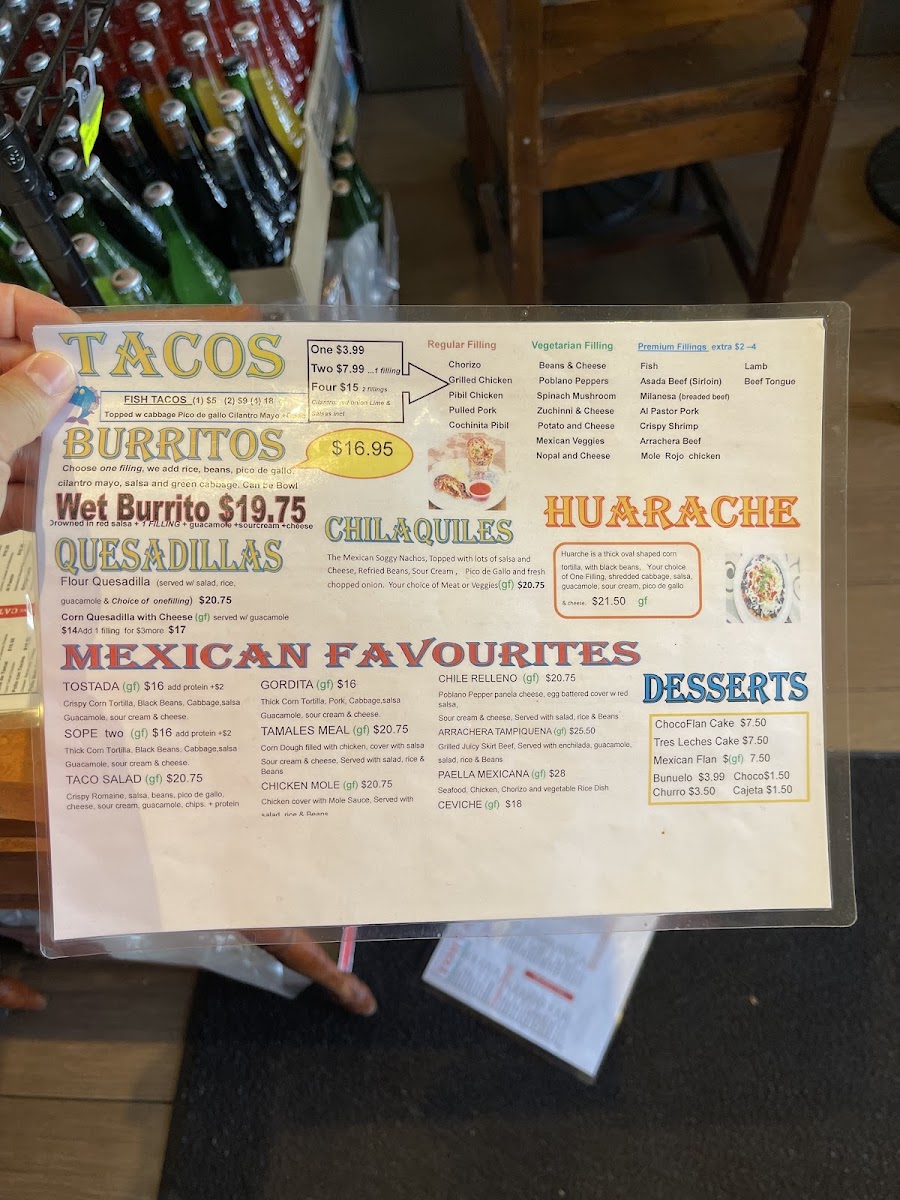 TACOS
FISH TACOS (1) $5 (2) $9 (4) 18
Topped w cabbage Pico de gallo Cilantro Mayo
One $3.99
Two $7.99 ...1 filling
Four $15 2 fillings
Cilantro, red onion Lime &
Salsas incl.
Regular Filling
Chorizo
Grilled Chicken
Pibil Chicken
Pulled Pork
Cochinita Pibil
Vegetarian Filling
Beans & Cheese
Poblano Peppers
Spinach Mushroom
Zuchinni & Cheese
Potato and Cheese
Mexican Veggies
Nopal and Cheese
Premium Fillings extra $2 –4
Fish
Asada Beef (Sirloin)
Milanesa (breaded beef)
Al Pastor Pork
Crispy Shrimp
Arrachera Beef
Mole Rojo chicken
Lamb
Beef Tongue
BURRITOS
$16.95
Choose one filing, we add rice, beans, pico de gallo,
cilantro mayo, salsa and green cabbage. Can be Bowl
Wet Burrito $19.75
Drowned in red salsa + 1 FILLING + guacamole +sourcream +cheese
QUESADILLAS
Flour Quesadilla (served w/ salad, rice,
guacamole & Choice of onefilling) $20.75
Corn Quesadilla with Cheese (gf) served w/ guacamole
$14Add 1 filling for $3more $17
CHILAQUILES
The Mexican Soggy Nachos, Topped with lots of salsa and
Cheese, Refried Beans, Sour Cream , Pico de Gallo and fresh
chopped onion. Your choice of Meat or Veggies(gf) $20.75
HUARACHE
Huarche is a thick oval shaped corn
tortilla, with black beans, Your choice
of One Filling, shredded cabbage, salsa,
guacamole, sour cream, pico de gallo
& cheese. $21.50 gf
MEXICAN FAVOURITES
TOSTADA (gf) $16 add protein +$2
Crispy Corn Tortilla, Black Beans, Cabbage,salsa
Guacamole, sour cream & cheese.
SOPE two (gf) $16 add protein +$2
Thick Corn Tortilla, Black Beans, Cabbage,salsa
Guacamole, sour cream & cheese.
TACO SALAD (gf) $20.75
Crispy Romaine, salsa, beans, pico de gallo,
cheese, sour cream, guacamole, chips. + protein
GORDITA (gf) $16
Thick Corn Tortilla, Pork, Cabbage,salsa
Guacamole, sour cream & cheese.
TAMALES MEAL (gf) $20.75
Corn Dough filled with chicken, cover with salsa
Sour cream & cheese, Served with salad, rice &
Beans
CHICKEN MOLE (gf) $20.75
Chicken cover with Mole Sauce, Served with
salad, rice & Beans
CHILE RELLENO (gf) $20.75
Poblano Pepper panela cheese, egg battered cover w red
salsa,
Sour cream & cheese, Served with salad, rice & Beans
ARRACHERA TAMPIQUENA (gf) $25.50
Grilled Juicy Skirt Beef, Served with enchilada, guacamole,
salad, rice & Beans
PAELLA MEXICANA (gf) $28
Seafood, Chicken, Chorizo and vegetable Rice Dish
CEVICHE (gf) $18
DESSERTS
ChocoFlan Cake $7.50
Tres Leches Cake $7.50
Mexican Flan $(gf) 7.50
Bunuelo $3.99 Choco$1.50
Churro $3.50 Cajeta $1.50